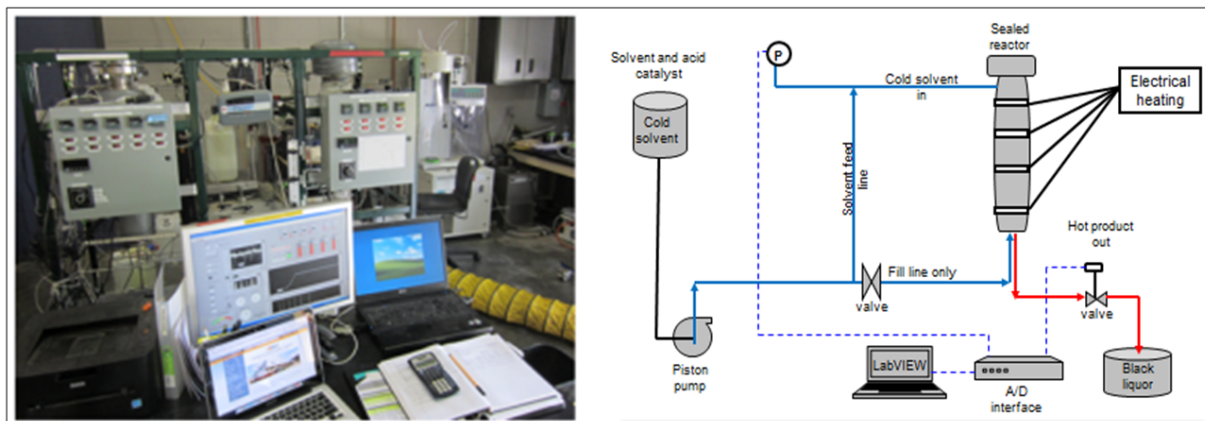 Solvent and acid
catalyst
Cold
solvent
Piston
pump
P
Cold solvent
in
Solvent feed
line
Fill line only
valve
Sealed
reactor
Electrical
heating
Hot product
out
valve
LabVIEW
A/D
interface
Black
liquor